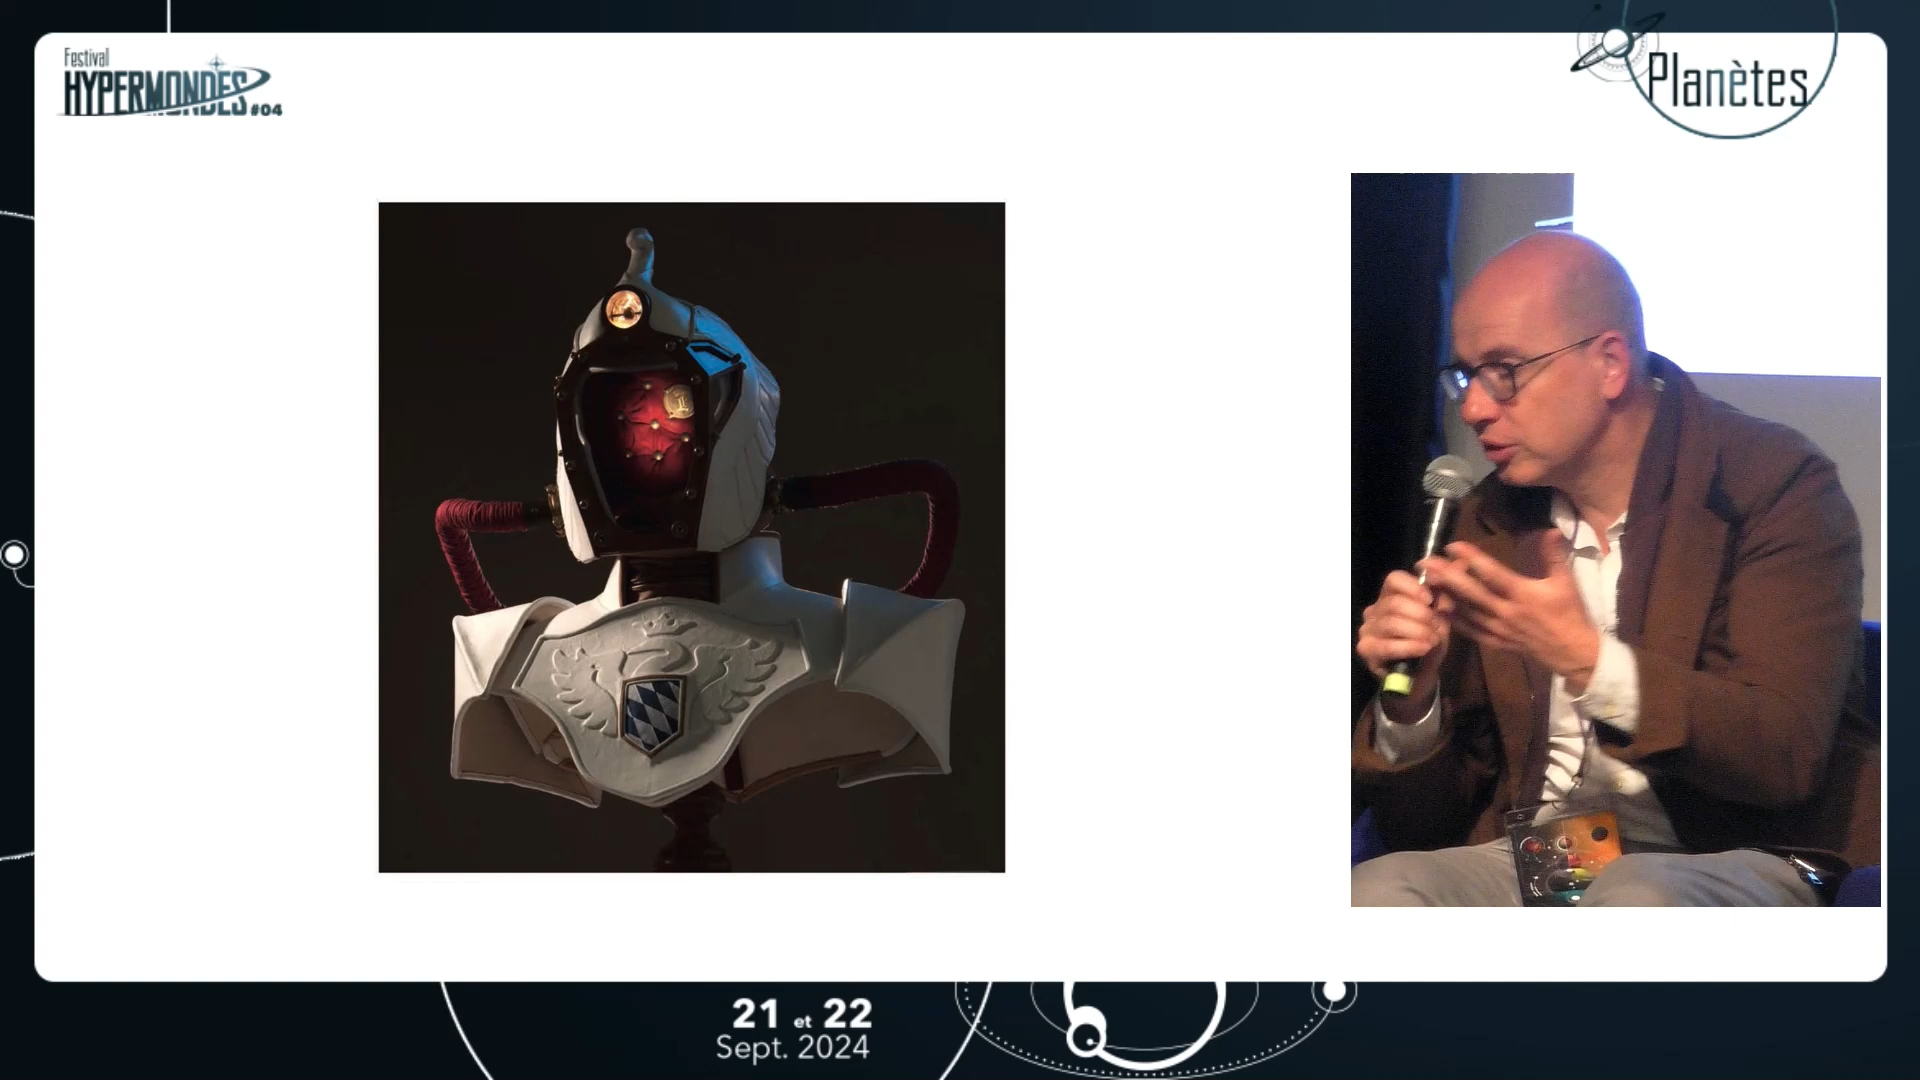 Festival
HYPERMONDES
#04
Planètes
21 et 22
Sept. 2024